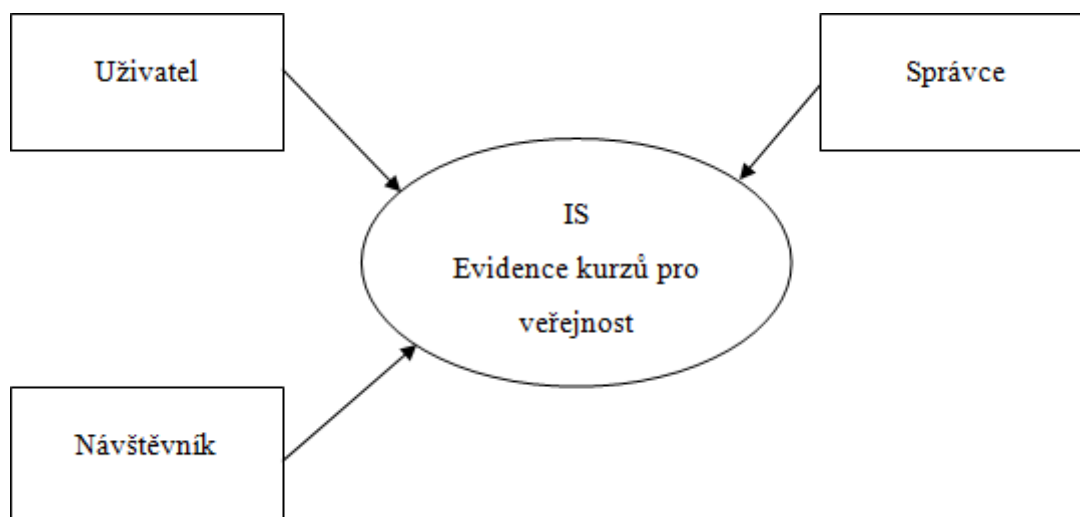 Uživatel
Správce
IS
Evidence kurzů pro
veřejnost
Návštěvník